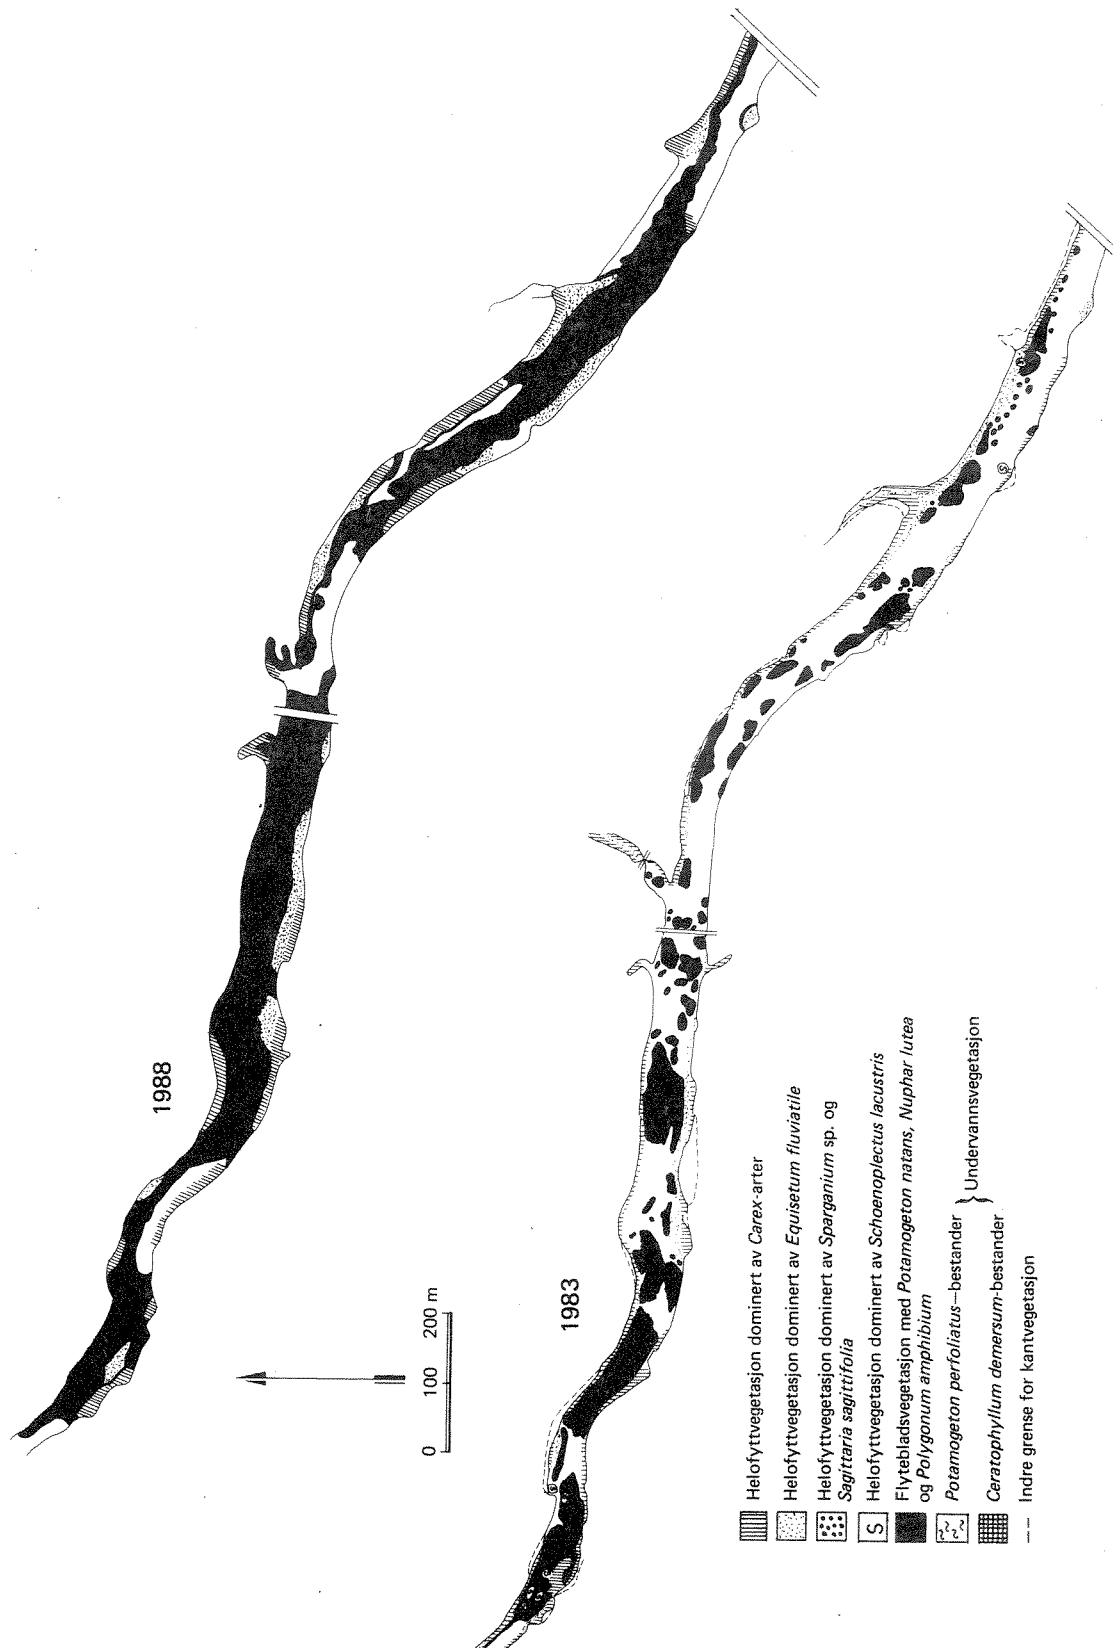 1988
1983
0 100 200 m
Helofyttvegetasjon dominert av Carex-arter
Helofyttvegetasjon dominert av Equisetum fluviatile
Helofyttvegetasjon dominert av Sparganium sp. og
Sagittaria sagittifolia
S Helofyttvegetasjon dominert av Schoenoplectus lacustris
Flytebladsvegetasjon med Potamogeton natans, Nuphar lutea
og Polygonum amphibium
Potamogeton perfoliatus-bestander
Ceratophyllum demersum-bestander
} Undervannsvegetasjon
-- Indre grense for kantvegetasjon
S